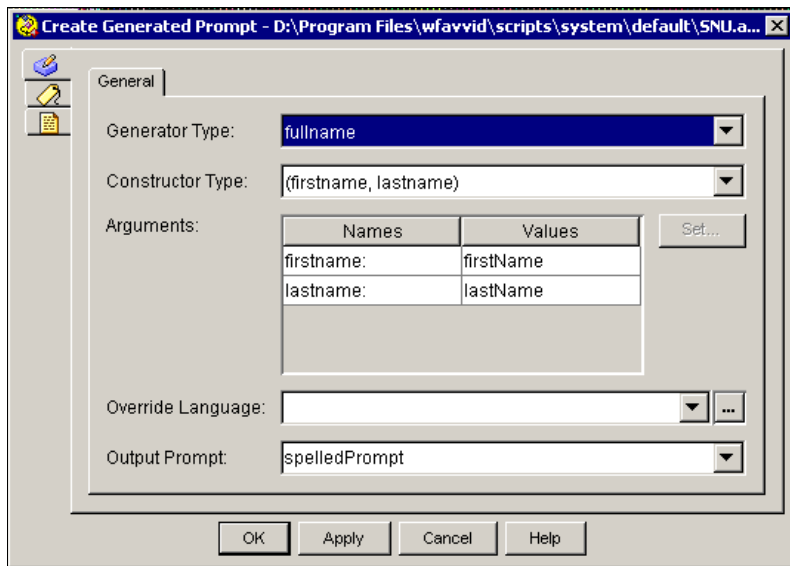 Create Generated Prompt - D:\Program Files\wfavvid\scripts\system\default\SNU.a...
General
Generator Type: fullname
Constructor Type: (firstname, lastname)
Arguments: Names Values Set...
firstname: firstName
lastname: lastName
Override Language: ...
Output Prompt: spelledPrompt
OK Apply Cancel Help